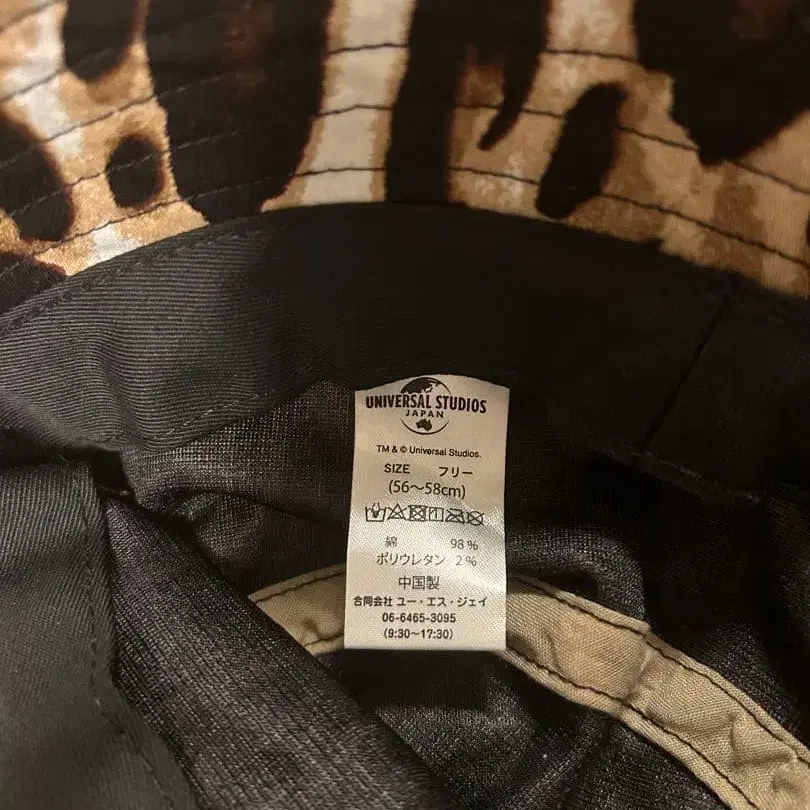 UNIVERSAL STUDIOS
JAPAN
TM & © Universal Studios.
SIZE フリー
(56～58cm)
綿 98%
ポリウレタン 2%
中国製
合同会社 ユー・エス・ジェイ
06-6465-3095
(9:30～17:30)